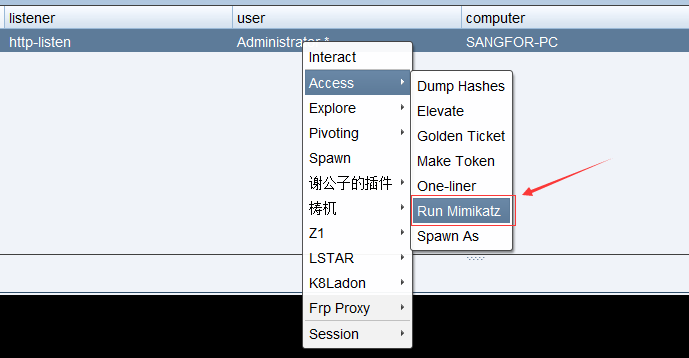 listener user computer
http-listen Administrator * SANGFOR-PC
Interact
Access
Explore
Pivoting
Spawn
谢公子的插件
梼杌
Z1
LSTAR
K8Ladon
Frp Proxy
Session
Dump Hashes
Elevate
Golden Ticket
Make Token
One-liner
Run Mimikatz
Spawn As